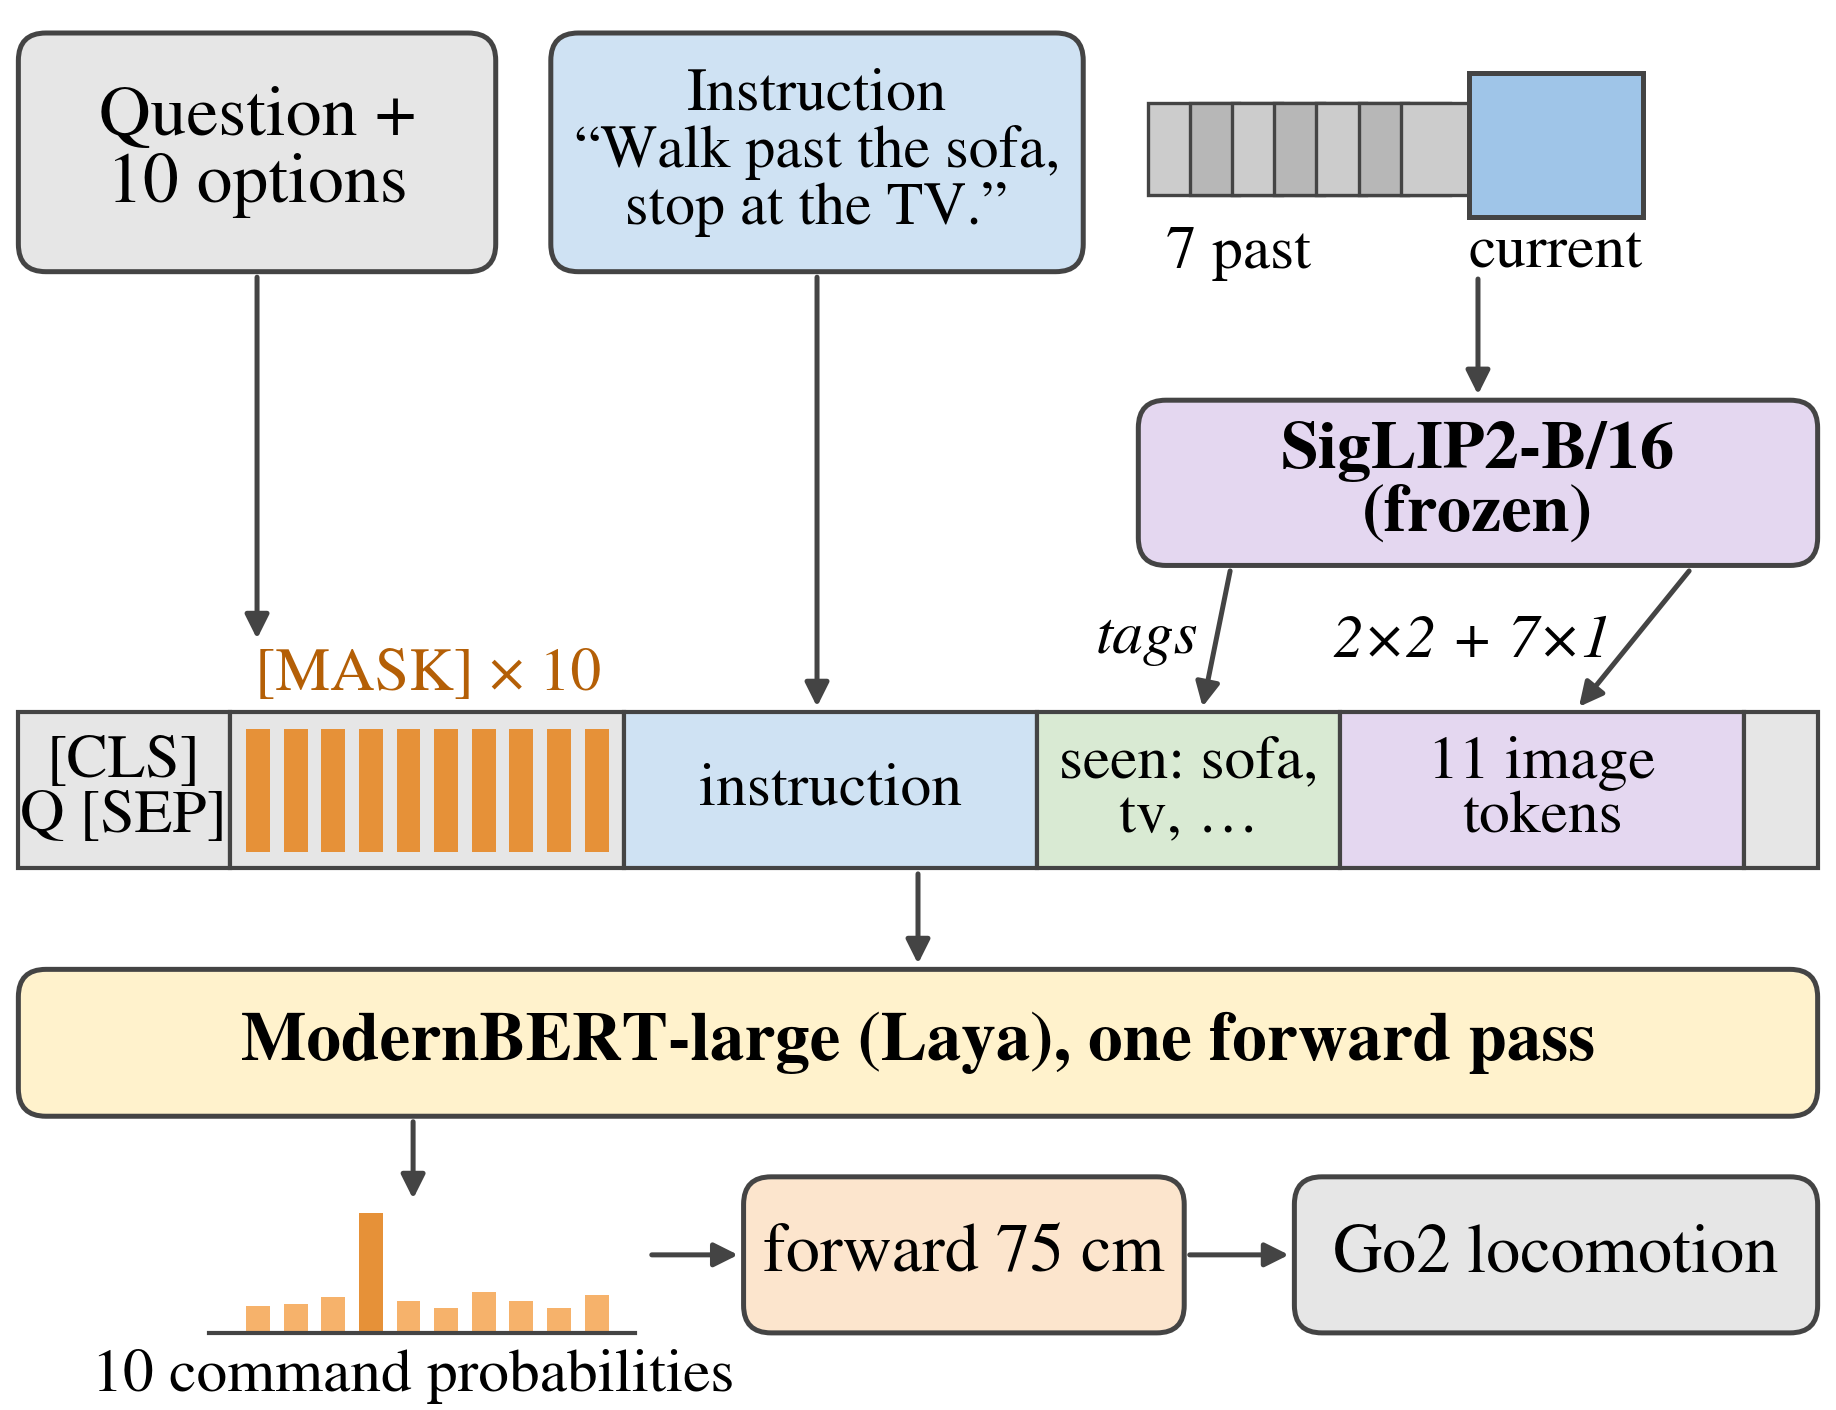 Question +
10 options
Instruction
“Walk past the sofa,
stop at the TV.”
7 past
current
SigLIP2-B/16
(frozen)
tags
2×2 + 7×1
[MASK] × 10
[CLS]
Q [SEP]
instruction
seen: sofa,
tv, …
11 image
tokens
ModernBERT-large (Laya), one forward pass
forward 75 cm
Go2 locomotion
10 command probabilities